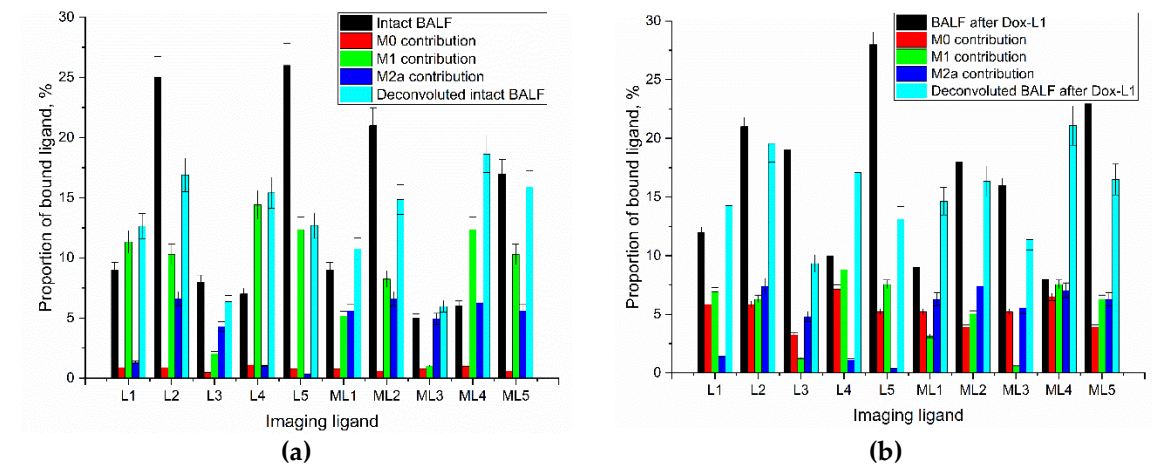 30
25
20
15
10
5
0
Proportion of bound ligand, %
Intact BALF
M0 contribution
M1 contribution
M2a contribution
Deconvoluted intact BALF
L1 L2 L3 L4 L5 ML1 ML2 ML3 ML4 ML5
Imaging ligand
(a)
30
25
20
15
10
5
0
Proportion of bound ligand, %
BALF after Dox-L1
M0 contribution
M1 contribution
M2a contribution
Deconvoluted BALF after Dox-L1
L1 L2 L3 L4 L5 ML1 ML2 ML3 ML4 ML5
Imaging ligand
(b)